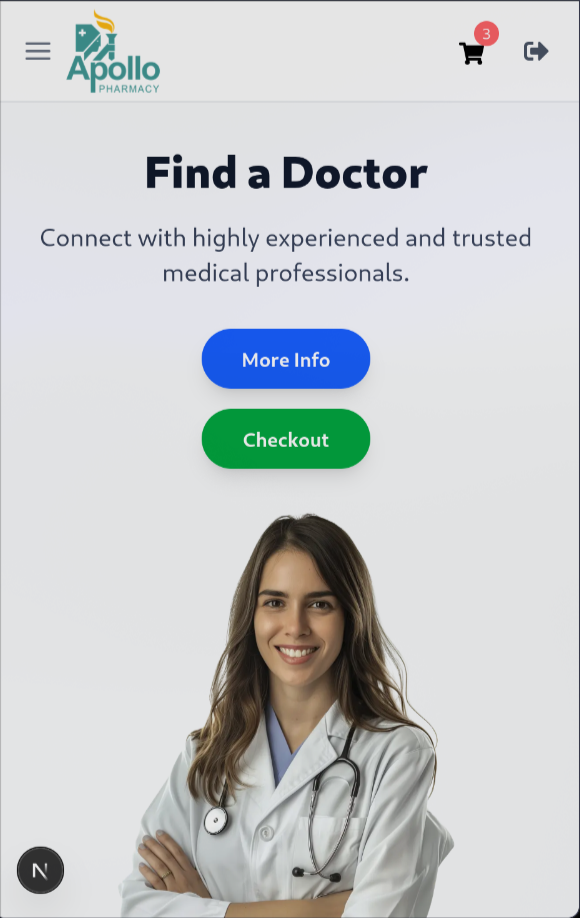 3
Apollo
PHARMACY
Find a Doctor
Connect with highly experienced and trusted
medical professionals.
More Info
Checkout
N